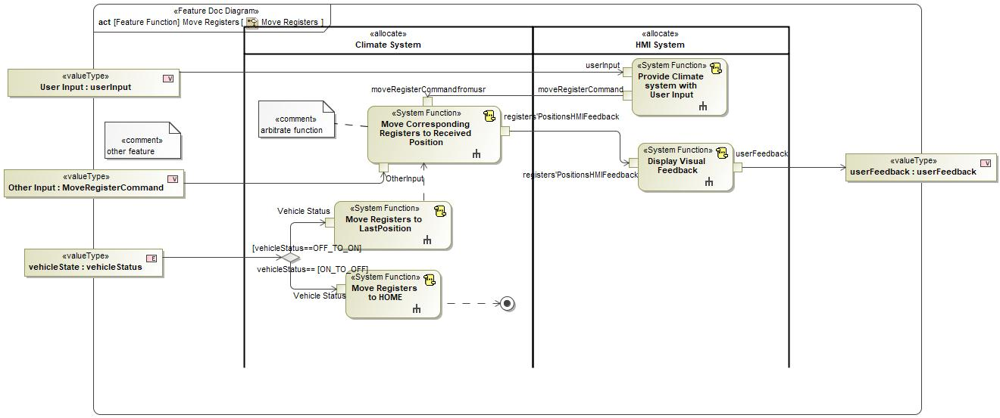 «Feature Doc Diagram»
act [Feature Function] Move Registers [ Move Registers ]
«allocate»
Climate System
«allocate»
HMI System
«valueType»
User Input : userInput
V
userInput
«System Function»
Provide Climate
system with
User Input
moveRegisterCommandfromusr
moveRegisterCommand
«comment»
arbitrate function
«System Function»
Move Corresponding
Registers to Received
Position
registers'PositionsHMIFeedback
«comment»
other feature
«System Function»
Display Visual
Feedback
registers'PositionsHMIFeedback
userFeedback
«valueType»
userFeedback : userFeedback
V
«valueType»
Other Input : MoveRegisterCommand
V
OtherInput
Vehicle Status
«System Function»
Move Registers to
LastPosition
[vehicleStatus==OFF_TO_ON]
«valueType»
vehicleState : vehicleStatus
E
vehicleStatus== [ON_TO_OFF]
Vehicle Status
«System Function»
Move Registers
to HOME